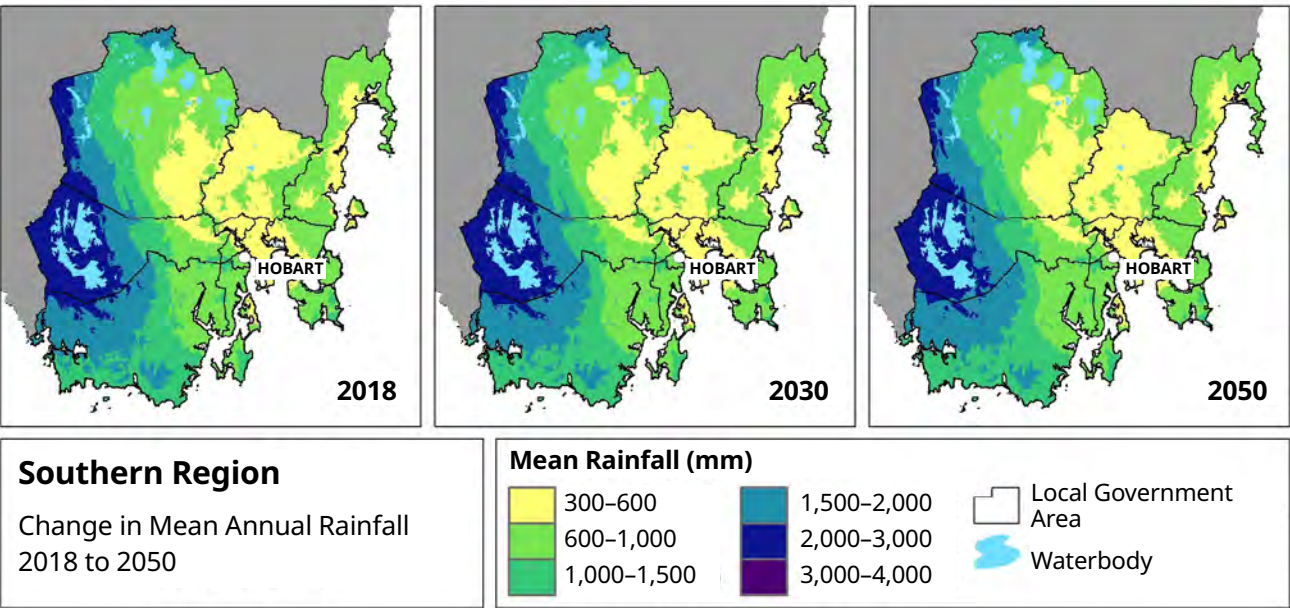 HOBART
2018
HOBART
2030
HOBART
2050
Southern Region
Change in Mean Annual Rainfall
2018 to 2050
Mean Rainfall (mm)
300–600
600–1,000
1,000–1,500
1,500–2,000
2,000–3,000
3,000–4,000
Local Government
Area
Waterbody